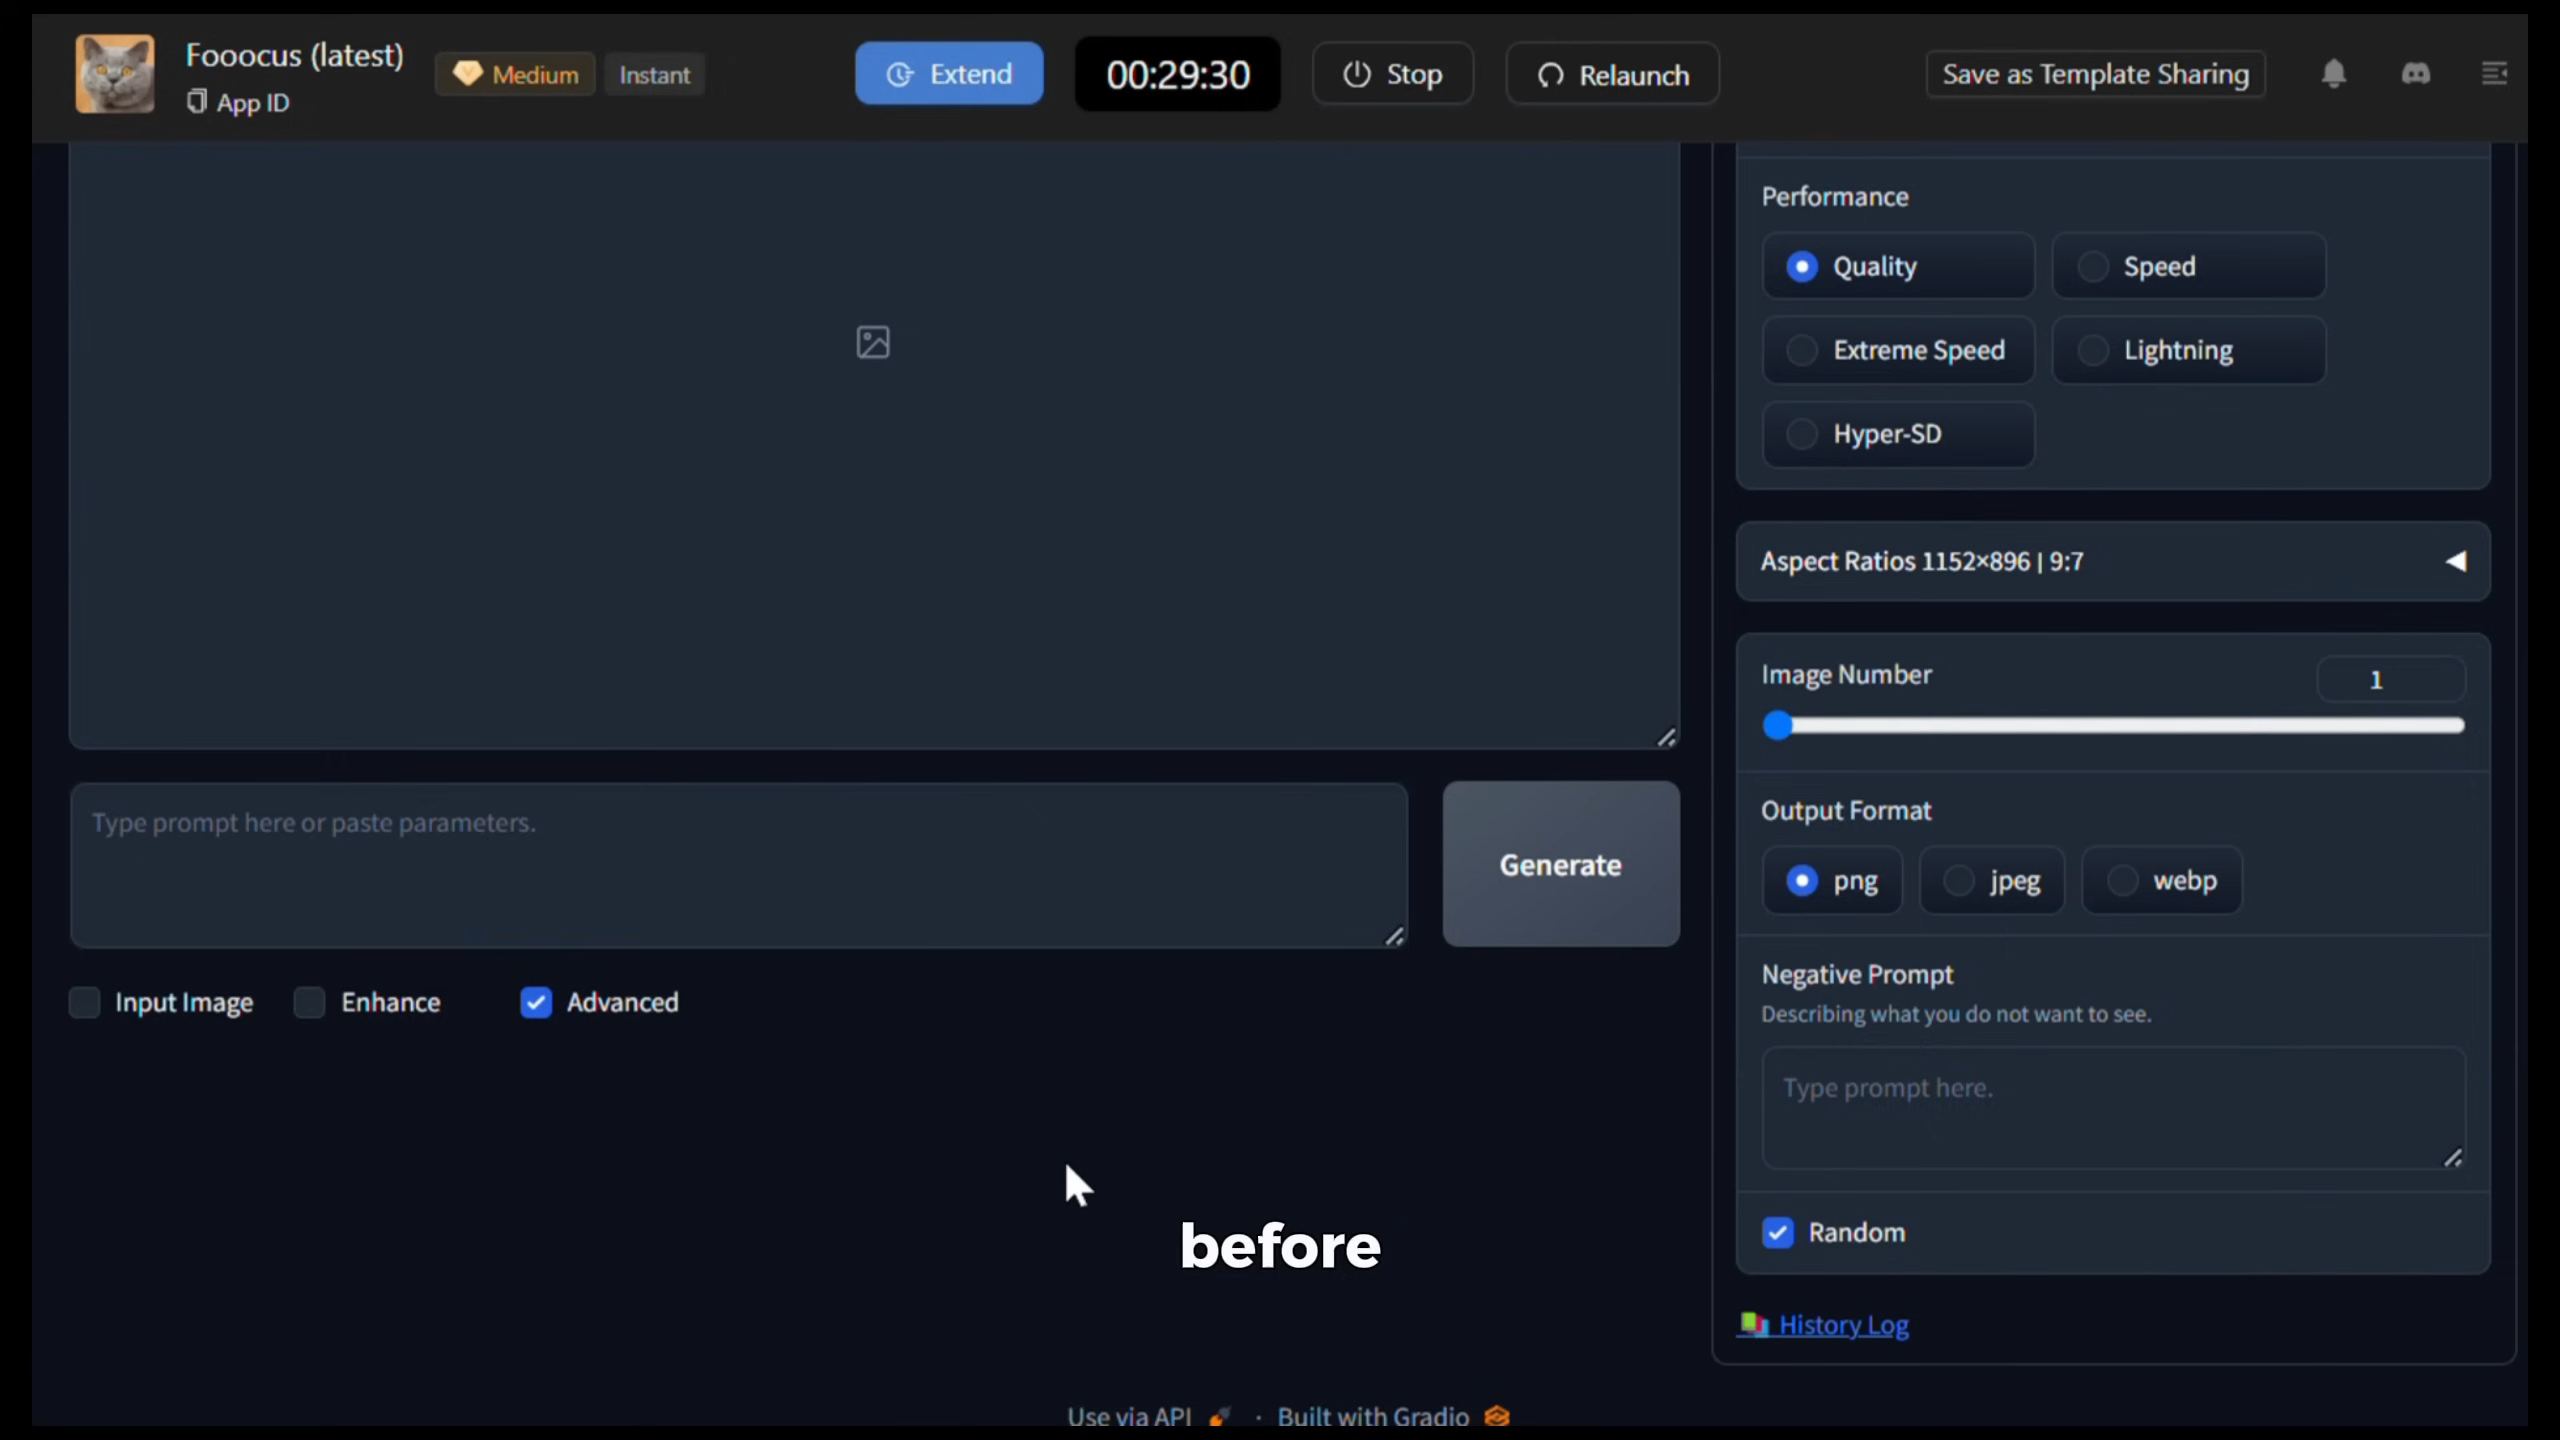 Fooocus (latest)
App ID
Medium
Instant
Extend
00:29:30
Stop
Relaunch
Save as Template Sharing
Performance
Quality
Speed
Extreme Speed
Lightning
Hyper-SD
Aspect Ratios 1152×896 | 9:7
Image Number
1
Type prompt here or paste parameters.
Generate
Output Format
png
jpeg
webp
Input Image
Enhance
Advanced
Negative Prompt
Describing what you do not want to see.
Type prompt here.
before
Random
History Log
Use via API
· Built with Gradio